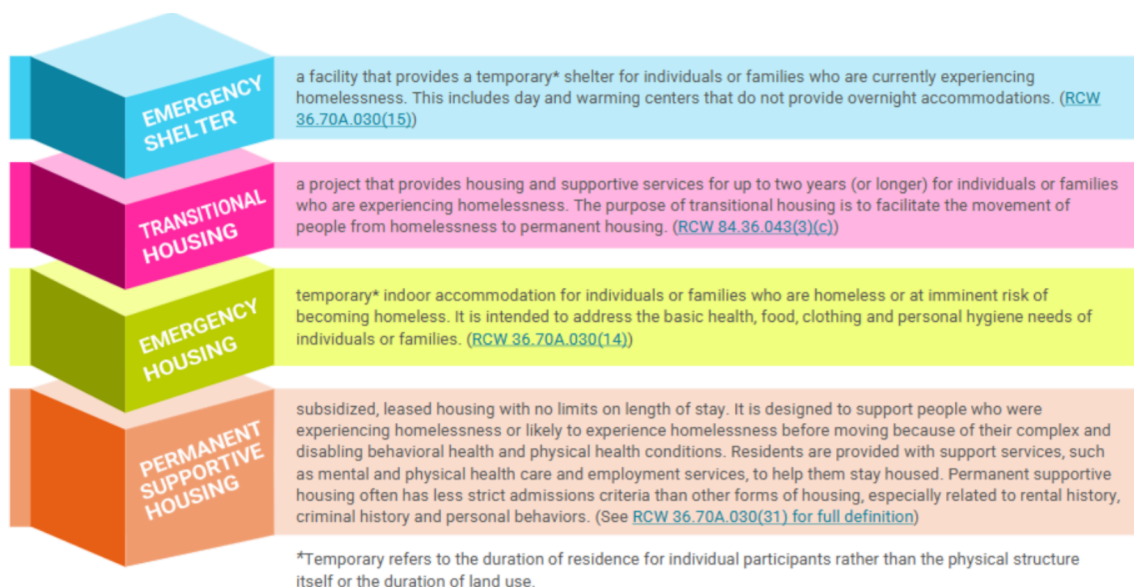 EMERGENCY
SHELTER
a facility that provides a temporary* shelter for individuals or families who are currently experiencing
homelessness. This includes day and warming centers that do not provide overnight accommodations. (RCW
36.70A.030(15))
TRANSITIONAL
HOUSING
a project that provides housing and supportive services for up to two years (or longer) for individuals or families
who are experiencing homelessness. The purpose of transitional housing is to facilitate the movement of
people from homelessness to permanent housing. (RCW 84.36.043(3)(c))
EMERGENCY
HOUSING
temporary* indoor accommodation for individuals or families who are homeless or at imminent risk of
becoming homeless. It is intended to address the basic health, food, clothing and personal hygiene needs of
individuals or families. (RCW 36.70A.030(14))
PERMANENT
SUPPORTIVE
HOUSING
subsidized, leased housing with no limits on length of stay. It is designed to support people who were
experiencing homelessness or likely to experience homelessness before moving because of their complex and
disabling behavioral health and physical health conditions. Residents are provided with support services, such
as mental and physical health care and employment services, to help them stay housed. Permanent supportive
housing often has less strict admissions criteria than other forms of housing, especially related to rental history,
criminal history and personal behaviors. (See RCW 36.70A.030(31) for full definition)
*Temporary refers to the duration of residence for individual participants rather than the physical structure
itself or the duration of land use.